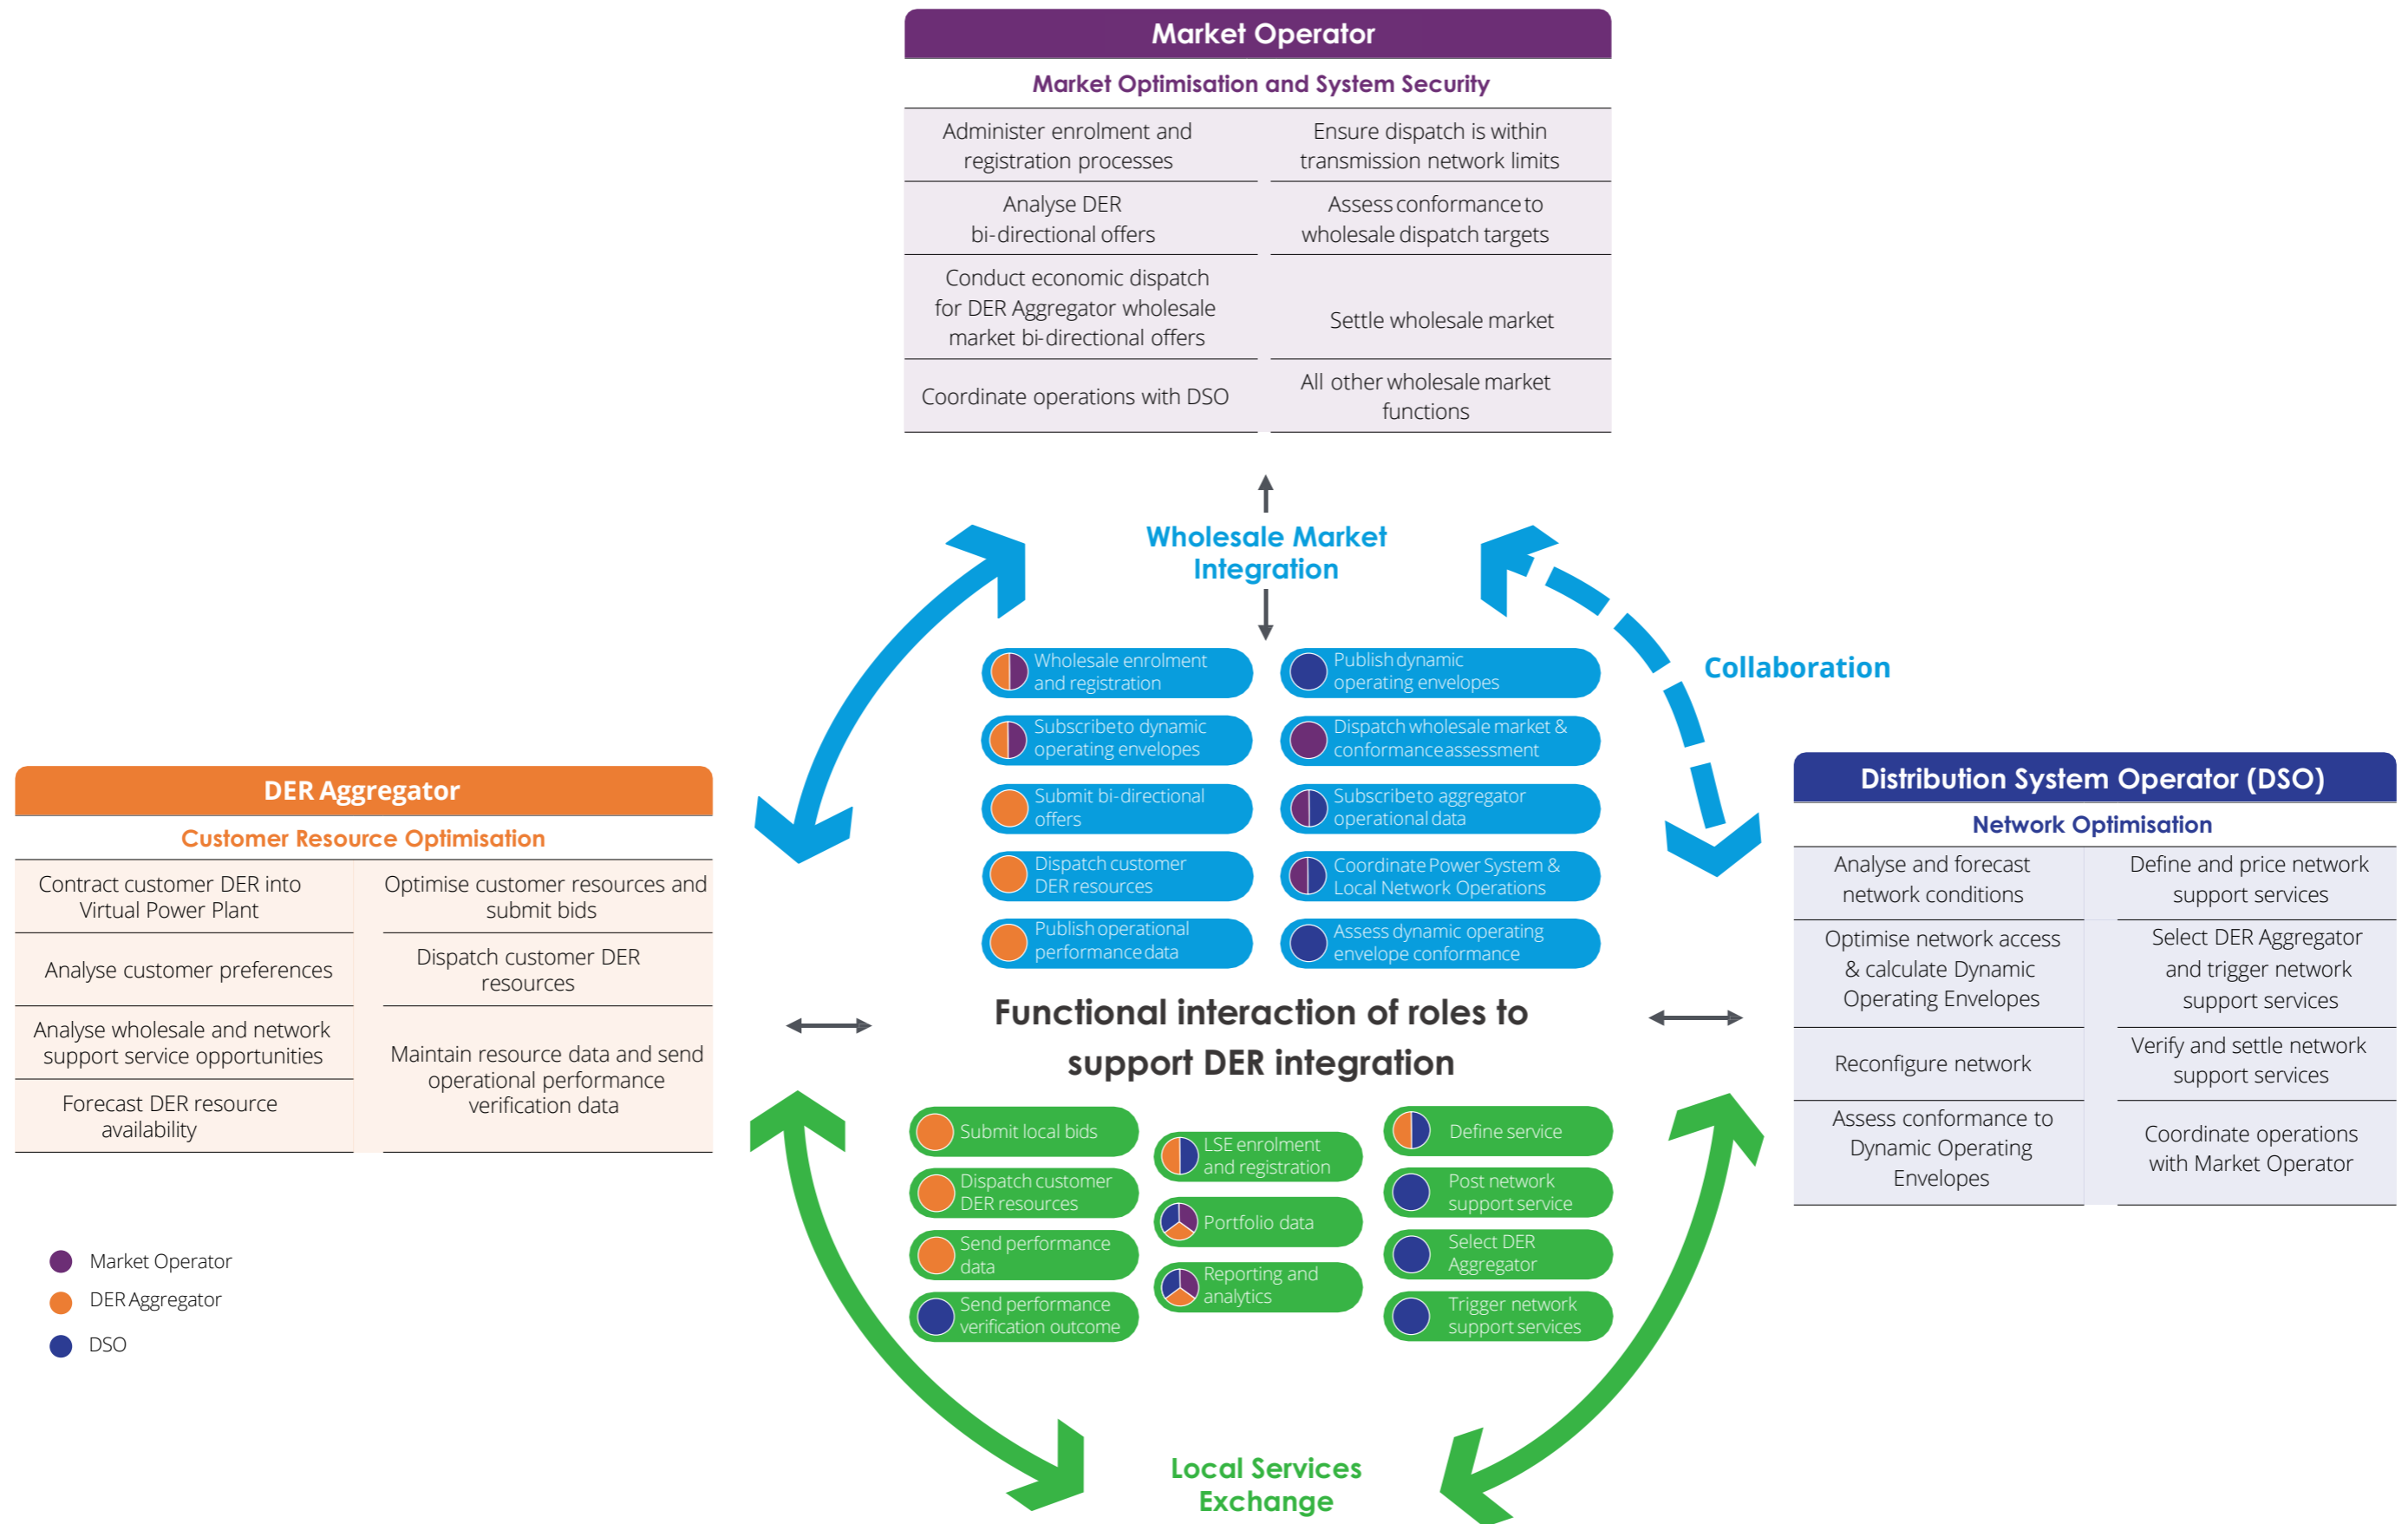 Market Operator
Market Optimisation and System Security
Administer enrolment and
registration processes
Ensure dispatch is within
transmission network limits
Analyse DER
bi-directional offers
Assess conformance to
wholesale dispatch targets
Conduct economic dispatch
for DER Aggregator wholesale
market bi-directional offers
Settle wholesale market
Coordinate operations with DSO
All other wholesale market
functions
Wholesale Market
Integration
Collaboration
Wholesale enrolment
and registration
Subscribe to dynamic
operating envelopes
Submit bi-directional
offers
Dispatch customer
DER resources
Publish operational
performance data
Publish dynamic
operating envelopes
Dispatch wholesale market &
conformance assessment
Subscribe to aggregator
operational data
Coordinate Power System &
Local Network Operations
Assess dynamic operating
envelope conformance
DER Aggregator
Customer Resource Optimisation
Contract customer DER into
Virtual Power Plant
Analyse customer preferences
Analyse wholesale and network
support service opportunities
Forecast DER resource
availability
Optimise customer resources and
submit bids
Dispatch customer DER
resources
Maintain resource data and send
operational performance
verification data
Functional interaction of roles to
support DER integration
Distribution System Operator (DSO)
Network Optimisation
Analyse and forecast
network conditions
Optimise network access
& calculate Dynamic
Operating Envelopes
Reconfigure network
Assess conformance to
Dynamic Operating
Envelopes
Define and price network
support services
Select DER Aggregator
and trigger network
support services
Verify and settle network
support services
Coordinate operations
with Market Operator
Submit local bids
Dispatch customer
DER resources
Send performance
data
Send performance
verification outcome
LSE enrolment
and registration
Portfolio data
Reporting and
analytics
Define service
Post network
support service
Select DER
Aggregator
Trigger network
support services
Market Operator
DER Aggregator
DSO
Local Services
Exchange